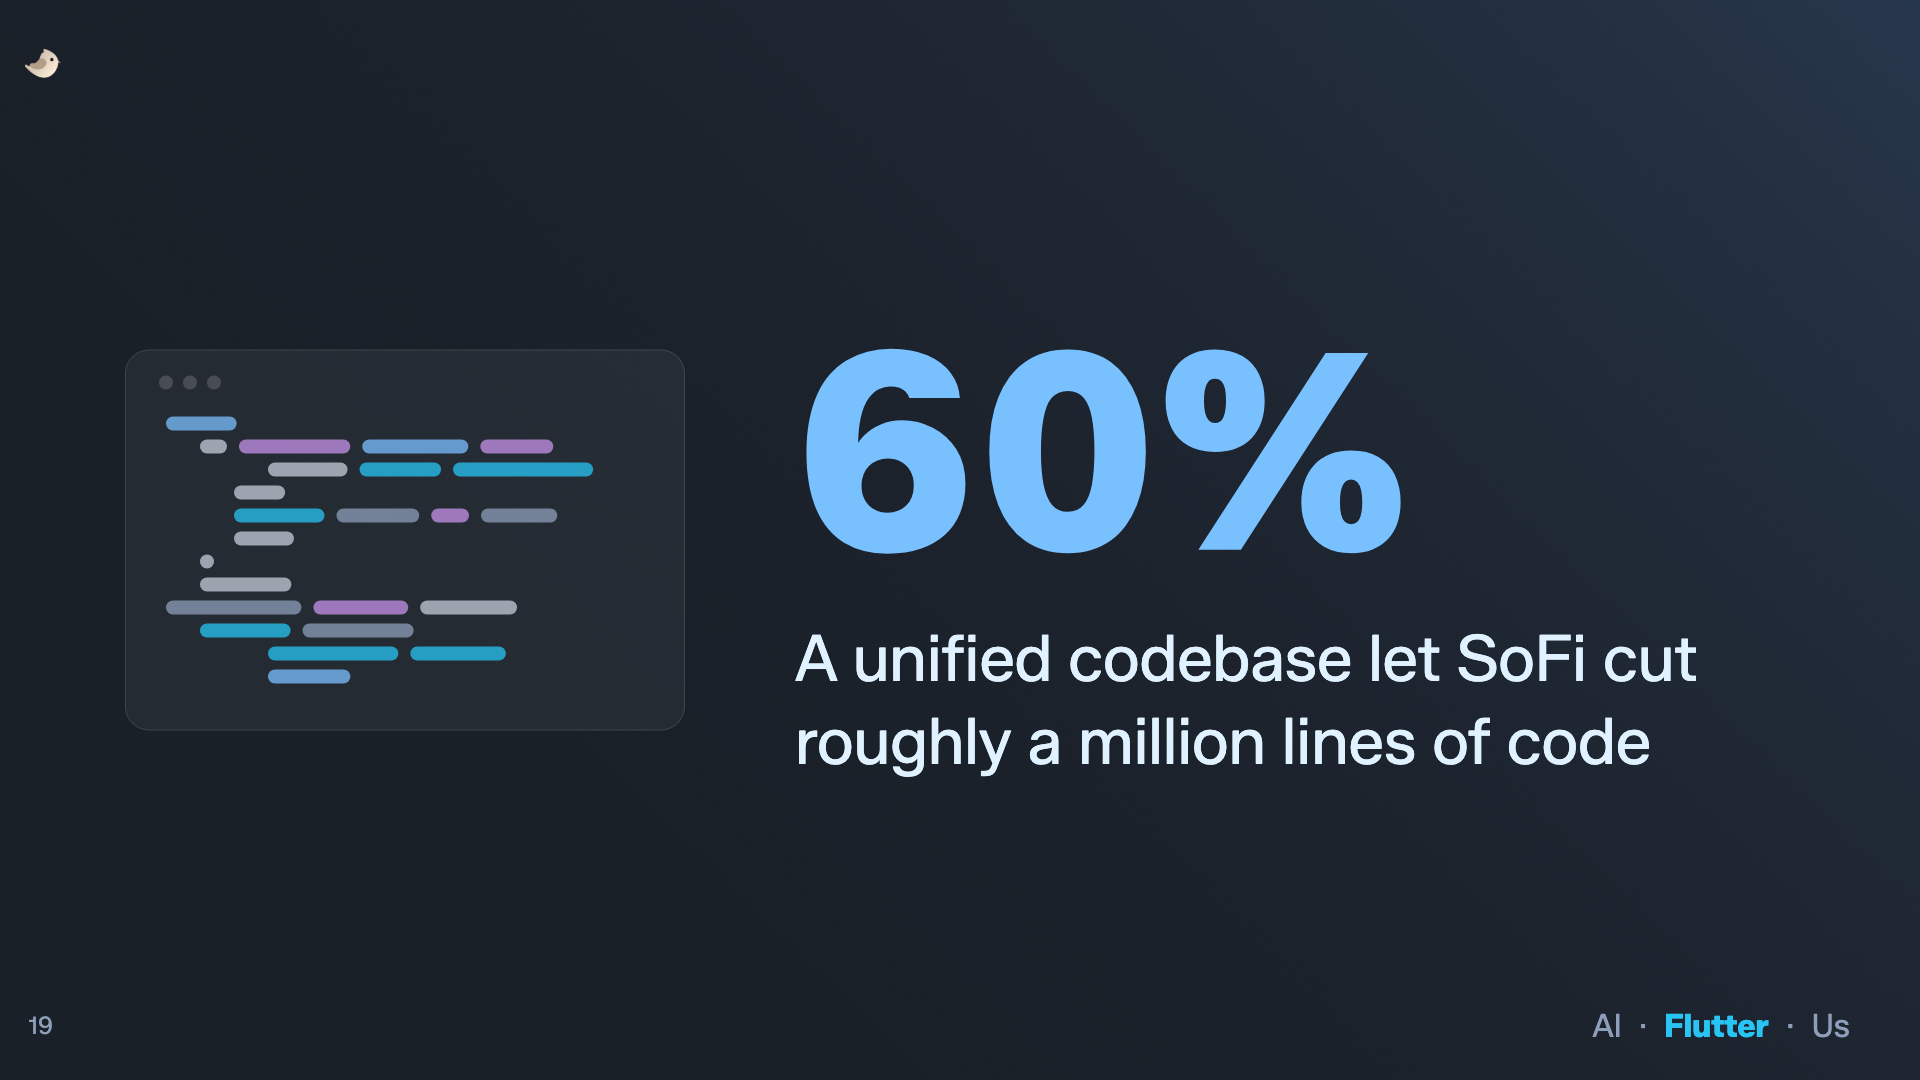 60%
A unified codebase let SoFi cut
roughly a million lines of code
19
AI · Flutter · Us